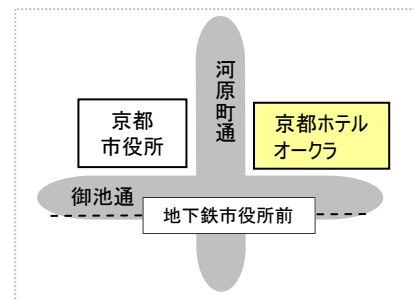 河原町通
京都
市役所
京都ホテル
オークラ
御池通
地下鉄市役所前